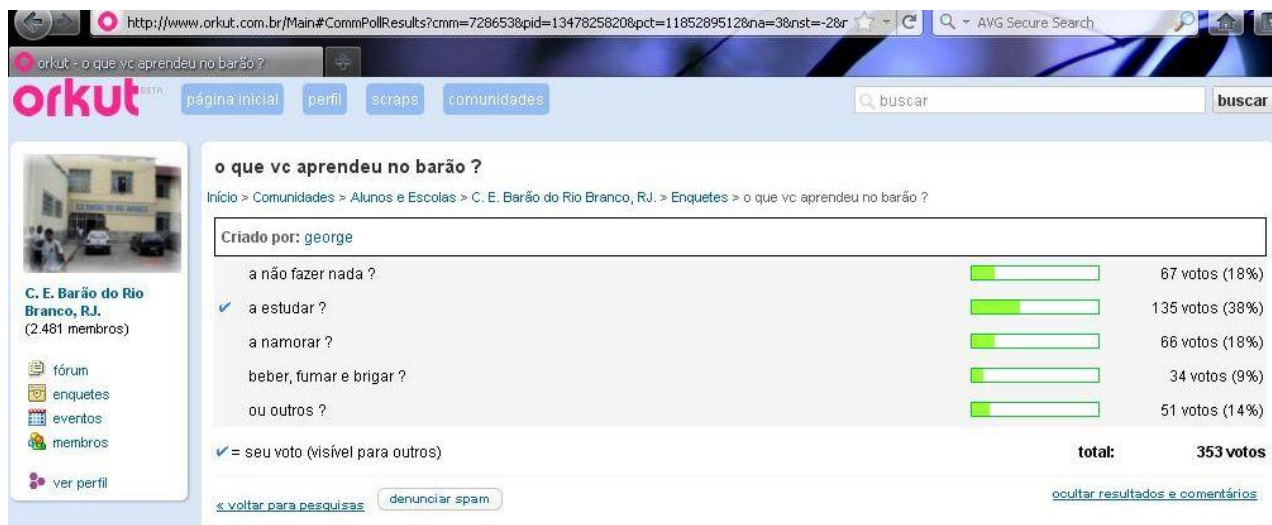 http://www.orkut.com.br/Main#CommPollResults?cmm=728653&pid=1347825820&pct=1185289512&na=3&nst=-2&r
AVG Secure Search
orkut - o que vc aprendeu no barão ?
orkut BETA
página inicial perfil scraps comunidades
buscar
buscar
o que vc aprendeu no barão ?
Início > Comunidades > Alunos e Escolas > C. E. Barão do Rio Branco, RJ. > Enquetes > o que vc aprendeu no barão ?
Criado por: george
a não fazer nada ? 67 votos (18%)
a estudar ? 135 votos (38%)
a namorar ? 66 votos (18%)
beber, fumar e brigar ? 34 votos (9%)
ou outros ? 51 votos (14%)
= seu voto (visível para outros) total: 353 votos
« voltar para pesquisas denunciar spam ocultar resultados e comentários
C. E. Barão do Rio
Branco, RJ.
(2.481 membros)
fórum
enquetes
eventos
membros
ver perfil